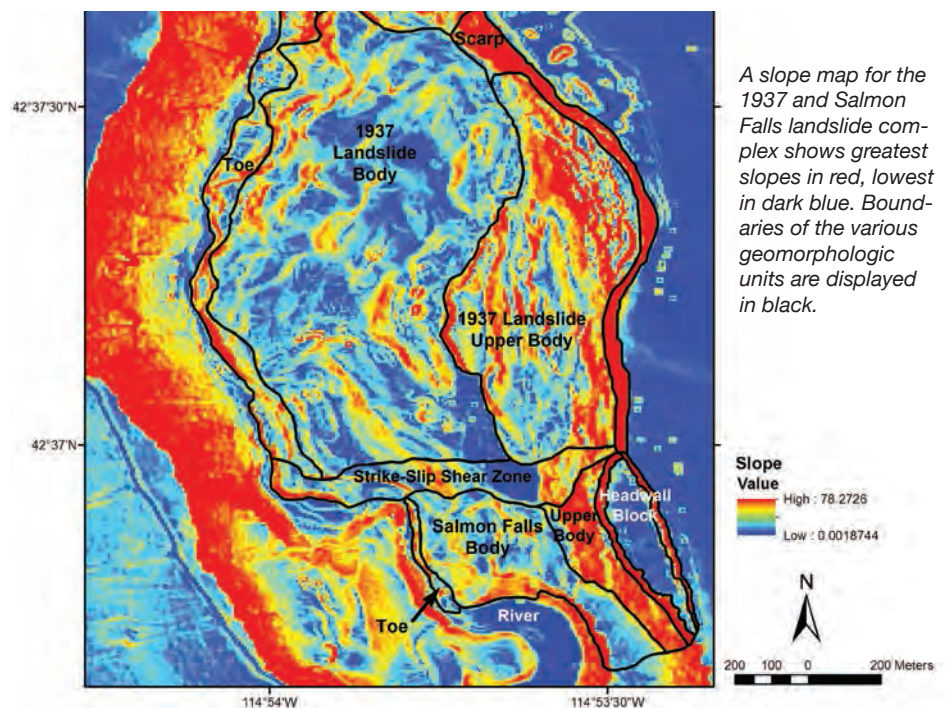 Scarp
42°37'30"N
1937
Landslide
Body
Toe
1937 Landslide
Upper Body
42°37'N
Strike-Slip Shear Zone
Headwall
Block
Salmon Falls
Body
Upper
Body
Toe
River
114°54'W
114°53'30"W
A slope map for the
1937 and Salmon
Falls landslide com-
plex shows greatest
slopes in red, lowest
in dark blue. Bound-
aries of the various
geomorphologic
units are displayed
in black.
Slope
Value
High : 78.2726
Low : 0.0018744
N
200 100 0 200 Meters